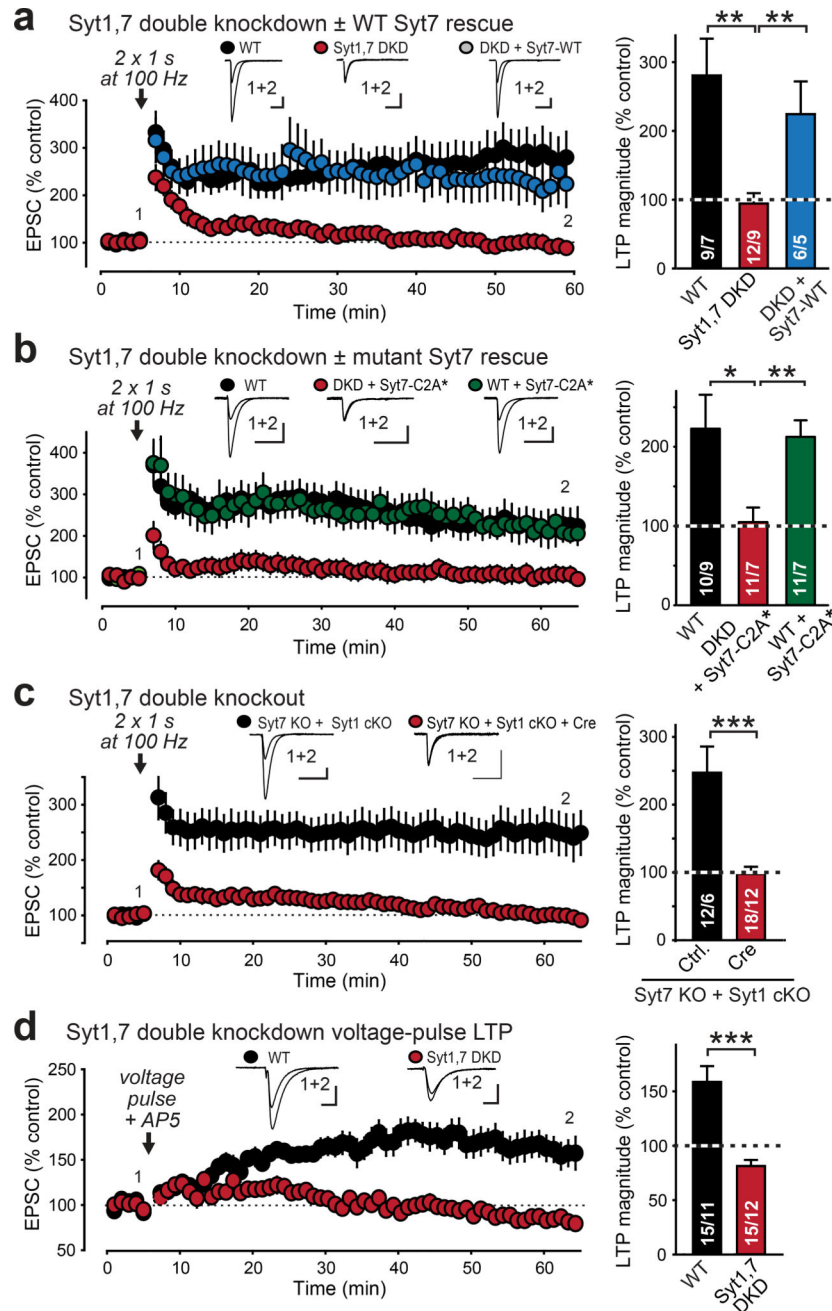 a Syt1,7 double knockdown ± WT Syt7 rescue
2 x 1 s
at 100 Hz
WT
Syt1,7 DKD
DKD + Syt7-WT
1+2
1+2
1+2
EPSC (% control)
400
300
200
100
1
2
0
10
20
30
40
50
60
Time (min)
LTP magnitude (% control)
300
200
100
0
**
**
9/7
12/9
6/5
WT
Syt1,7 DKD
DKD +
Syt7-WT
b Syt1,7 double knockdown ± mutant Syt7 rescue
2 x 1 s
at 100 Hz
WT
DKD + Syt7-C2A*
WT + Syt7-C2A*
1+2
1+2
1+2
EPSC (% control)
400
300
200
100
1
2
0
10
20
30
40
50
60
Time (min)
LTP magnitude (% control)
200
100
0
*
**
10/9
11/7
11/7
WT
DKD
+ Syt7-C2A*
WT +
Syt7-C2A*
c Syt1,7 double knockout
2 x 1 s
at 100 Hz
Syt7 KO + Syt1 cKO
Syt7 KO + Syt1 cKO + Cre
1+2
1+2
EPSC (% control)
300
200
150
100
1
2
0
10
20
30
40
50
60
Time (min)
LTP magnitude (% control)
300
200
100
0
***
12/6
18/12
Ctrl.
Cre
Syt7 KO + Syt1 cKO
d Syt1,7 double knockdown voltage-pulse LTP
voltage
pulse
+ AP5
WT
Syt1,7 DKD
1+2
1+2
EPSC (% control)
250
200
150
100
50
1
2
0
10
20
30
40
50
60
Time (min)
LTP magnitude (% control)
150
100
50
0
***
15/11
15/12
WT
Syt1,7
DKD